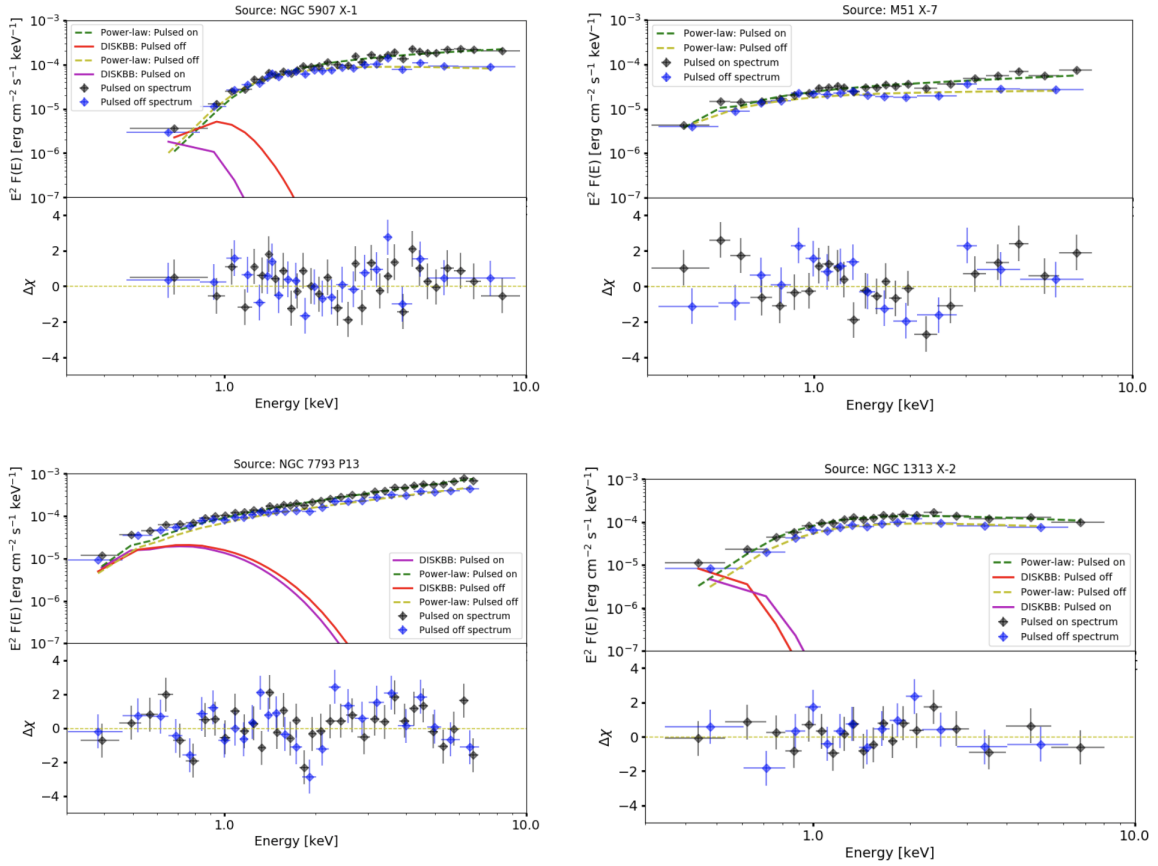 Source: NGC 5907 X-1
10⁻³
10⁻⁴
10⁻⁵
10⁻⁶
10⁻⁷
E² F(E) [erg cm⁻² s⁻¹ keV⁻¹]
Power-law: Pulsed on
DISKBB: Pulsed off
Power-law: Pulsed off
DISKBB: Pulsed on
Pulsed on spectrum
Pulsed off spectrum
4
2
0
−2
−4
Δχ
1.0
10.0
Energy [keV]
Source: M51 X-7
10⁻³
10⁻⁴
10⁻⁵
10⁻⁶
10⁻⁷
E² F(E) [erg cm⁻² s⁻¹ keV⁻¹]
Power-law: Pulsed on
Power-law: Pulsed off
Pulsed on spectrum
Pulsed off spectrum
4
2
0
−2
−4
Δχ
1.0
10.0
Energy [keV]
Source: NGC 7793 P13
10⁻³
10⁻⁴
10⁻⁵
10⁻⁶
10⁻⁷
E² F(E) [erg cm⁻² s⁻¹ keV⁻¹]
DISKBB: Pulsed on
Power-law: Pulsed on
DISKBB: Pulsed off
Power-law: Pulsed off
Pulsed on spectrum
Pulsed off spectrum
4
2
0
−2
−4
Δχ
1.0
10.0
Energy [keV]
Source: NGC 1313 X-2
10⁻³
10⁻⁴
10⁻⁵
10⁻⁶
10⁻⁷
E² F(E) [erg cm⁻² s⁻¹ keV⁻¹]
Power-law: Pulsed on
DISKBB: Pulsed off
Power-law: Pulsed off
DISKBB: Pulsed on
Pulsed on spectrum
Pulsed off spectrum
4
2
0
−2
−4
Δχ
1.0
10.0
Energy [keV]